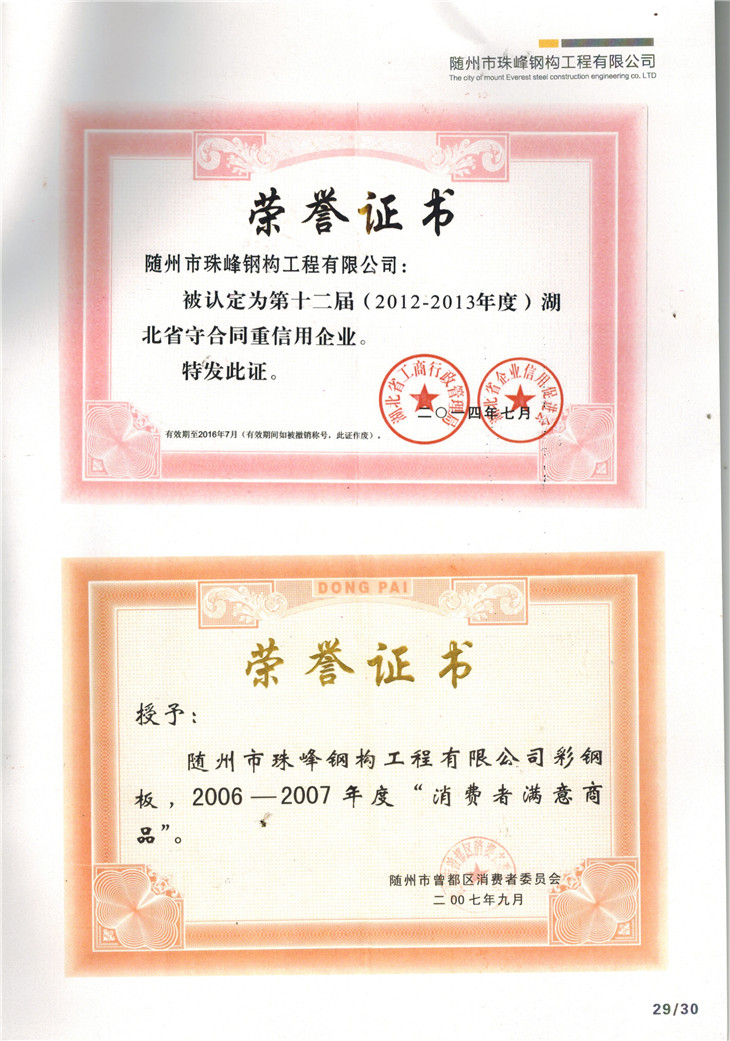 随州市珠峰钢构工程有限公司
The city of mount Everest steel construction engineering co. LTD
荣誉证书
随州市珠峰钢构工程有限公司：
被认定为第十二届（2012-2013年度）湖
北省守合同重信用企业。
特发此证。
湖北省工商行政管理局
湖北省企业信用促进会
二〇一四年七月
有效期至2016年7月（有效期间如被撤销称号，此证作废）。
DONG PAI
荣誉证书
授予：
随州市珠峰钢构工程有限公司彩钢
板，2006—2007年度“消费者满意商
品”。
随州市曾都区消费者委员会
二00七年九月
29/30